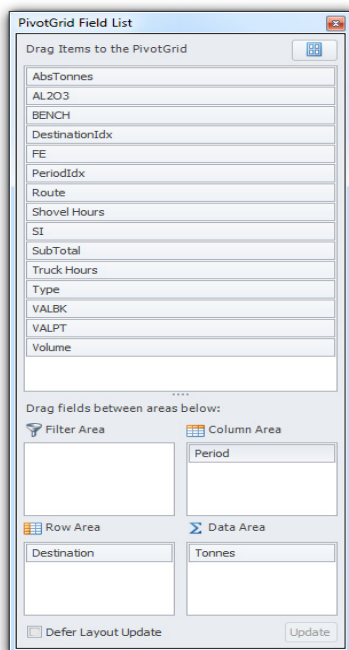 PivotGrid Field List
Drag Items to the PivotGrid
AbsTonnes
AL2O3
BENCH
DestinationIdx
FE
PeriodIdx
Route
Shovel Hours
SI
SubTotal
Truck Hours
Type
VALBK
VALPT
Volume
Drag fields between areas below:
Filter Area
Column Area
Period
Row Area
Data Area
Destination
Tonnes
Defer Layout Update
Update